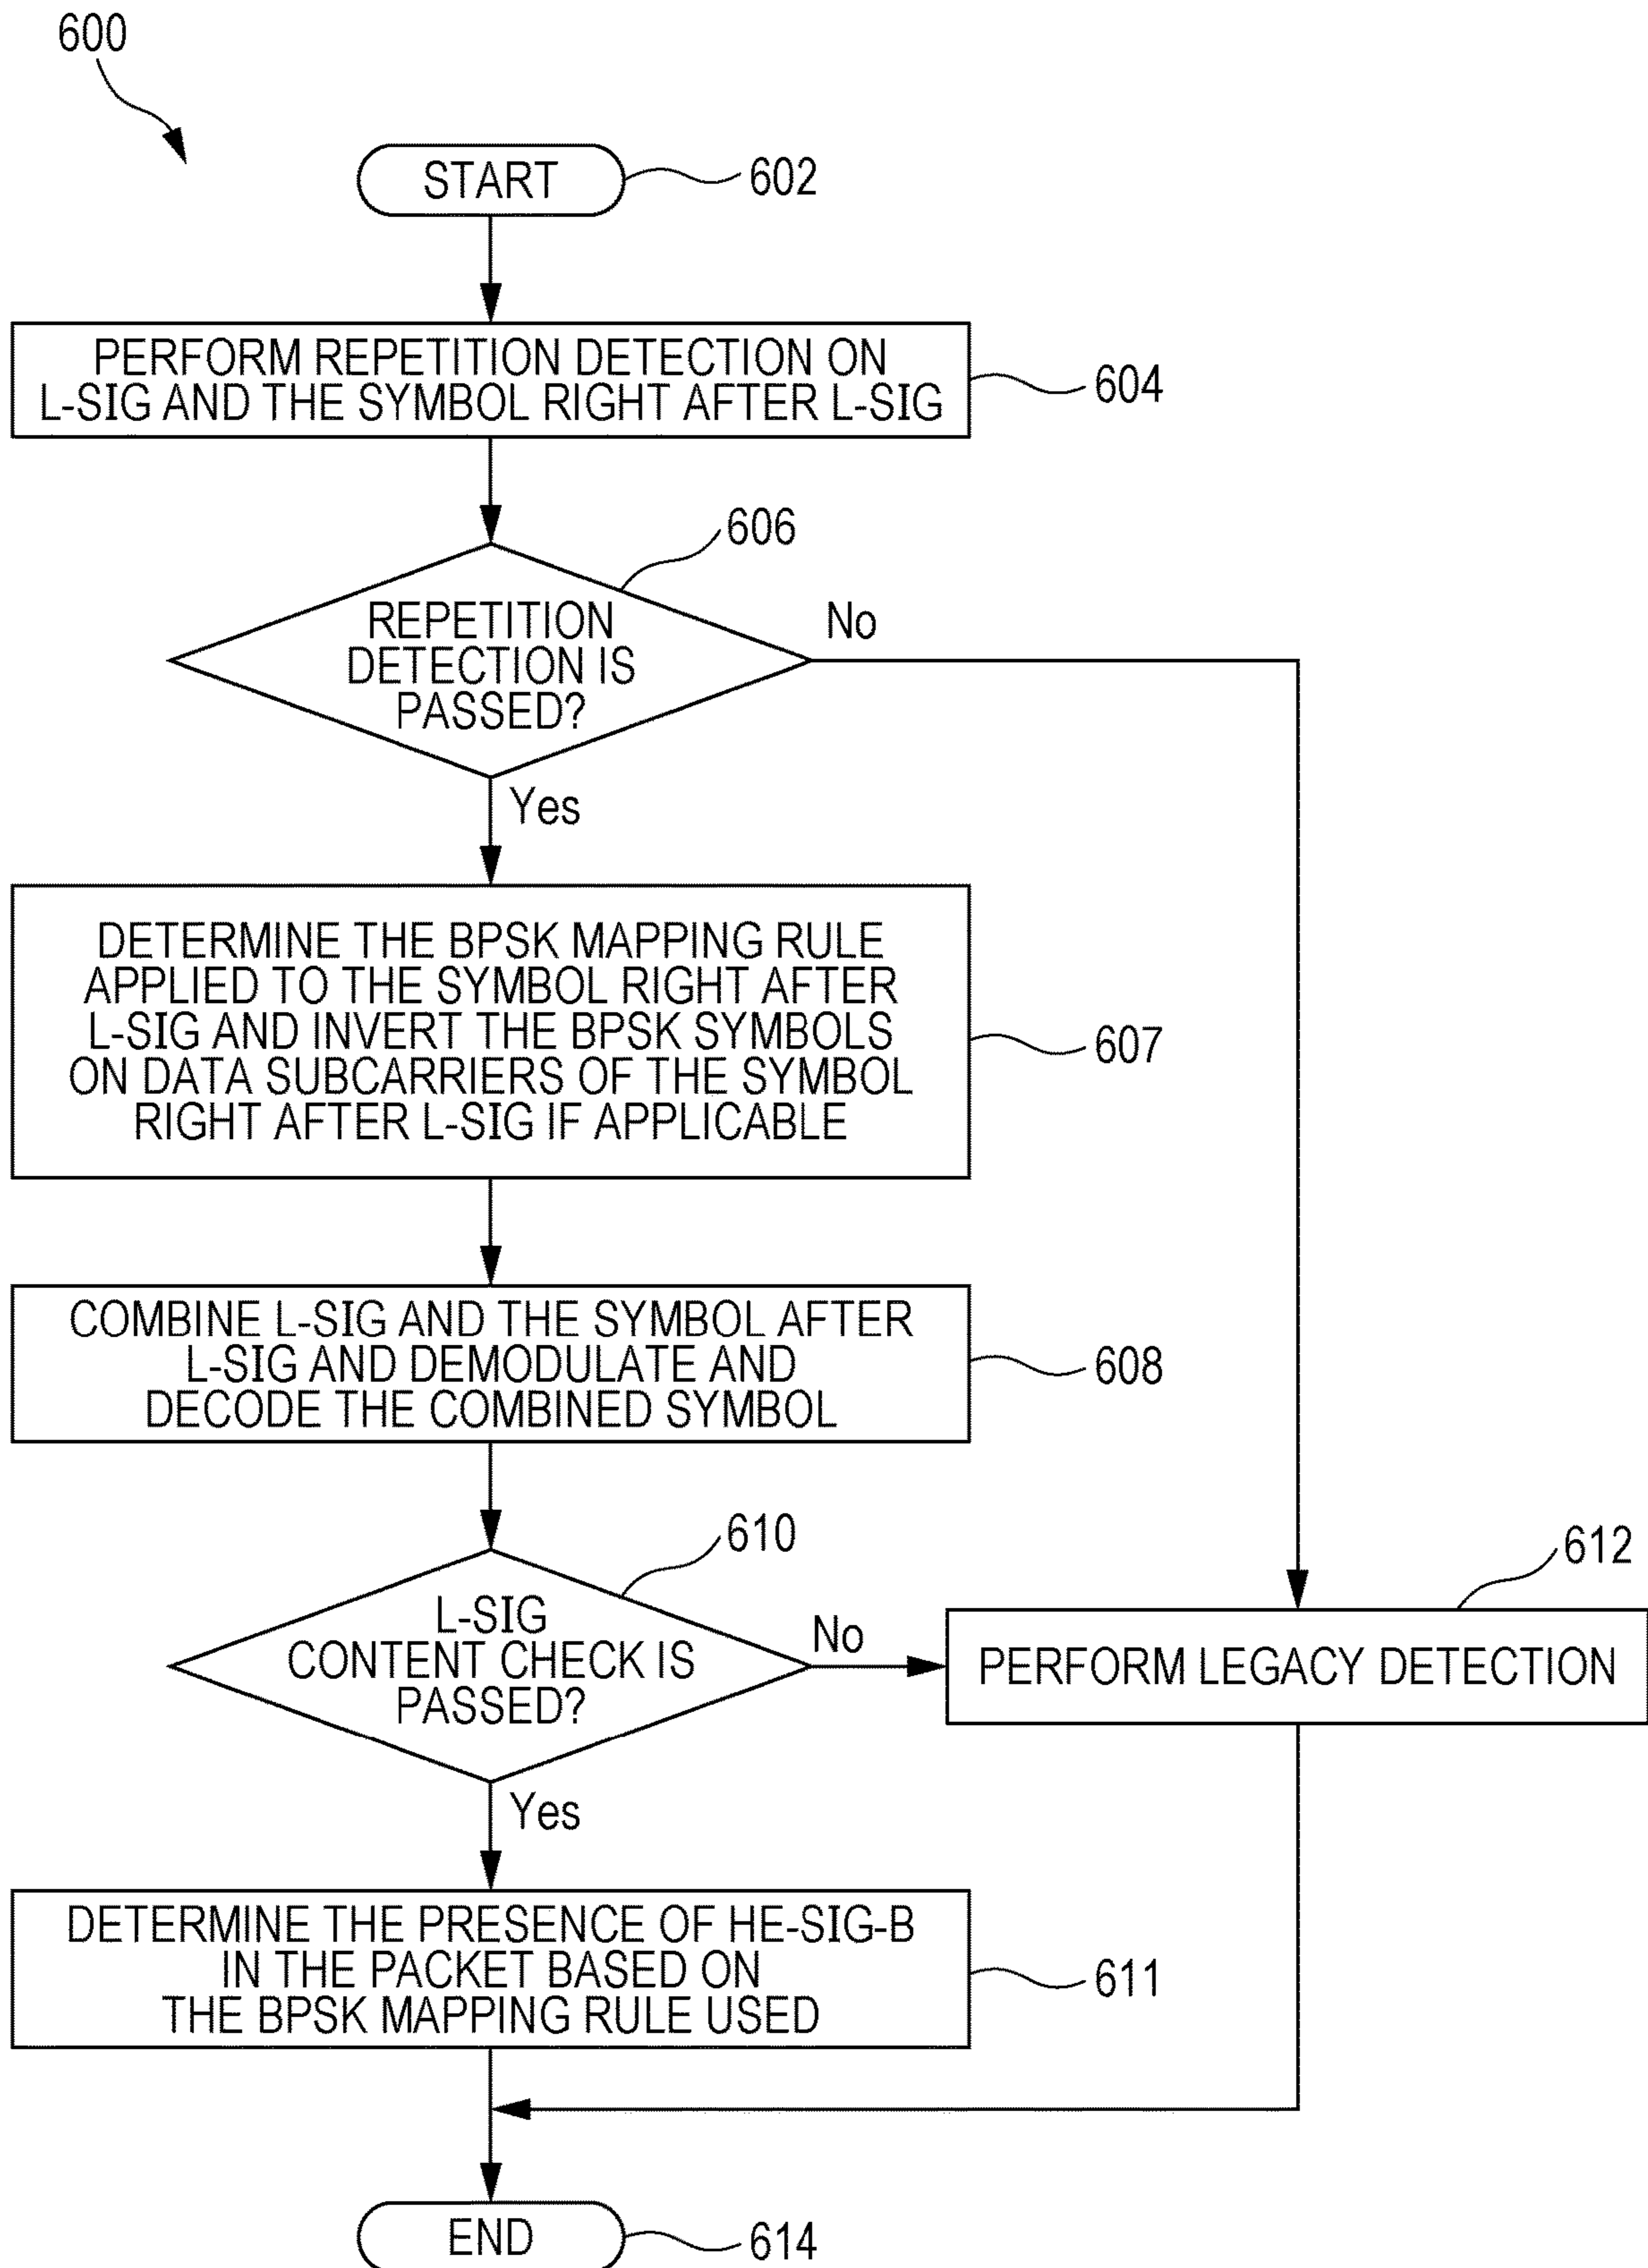 600
START
602
PERFORM REPETITION DETECTION ON
L-SIG AND THE SYMBOL RIGHT AFTER L-SIG
604
606
REPETITION
DETECTION IS
PASSED?
No
Yes
DETERMINE THE BPSK MAPPING RULE
APPLIED TO THE SYMBOL RIGHT AFTER
L-SIG AND INVERT THE BPSK SYMBOLS
ON DATA SUBCARRIERS OF THE SYMBOL
RIGHT AFTER L-SIG IF APPLICABLE
607
COMBINE L-SIG AND THE SYMBOL AFTER
L-SIG AND DEMODULATE AND
DECODE THE COMBINED SYMBOL
608
610
L-SIG
CONTENT CHECK IS
PASSED?
No
612
PERFORM LEGACY DETECTION
Yes
DETERMINE THE PRESENCE OF HE-SIG-B
IN THE PACKET BASED ON
THE BPSK MAPPING RULE USED
611
END
614